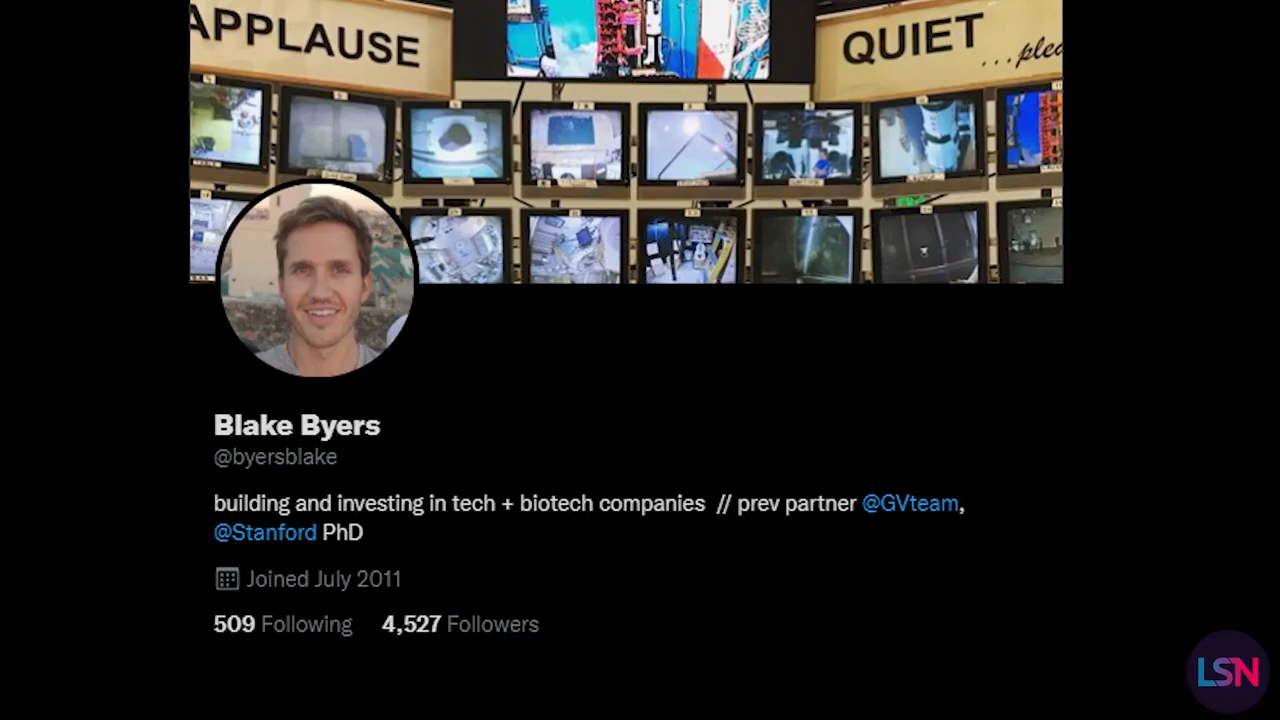 APPLAUSE
QUIET
...plea
Blake Byers
@byersblake
building and investing in tech + biotech companies // prev partner @GVteam,
@Stanford PhD
Joined July 2011
509 Following 4,527 Followers
LSN